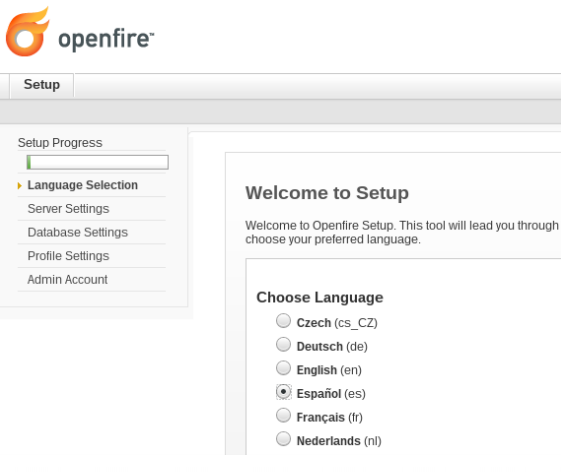 openfire™
Setup
Setup Progress
Language Selection
Server Settings
Database Settings
Profile Settings
Admin Account
Welcome to Setup
Welcome to Openfire Setup. This tool will lead you through
choose your preferred language.
Choose Language
Czech (cs_CZ)
Deutsch (de)
English (en)
Español (es)
Français (fr)
Nederlands (nl)